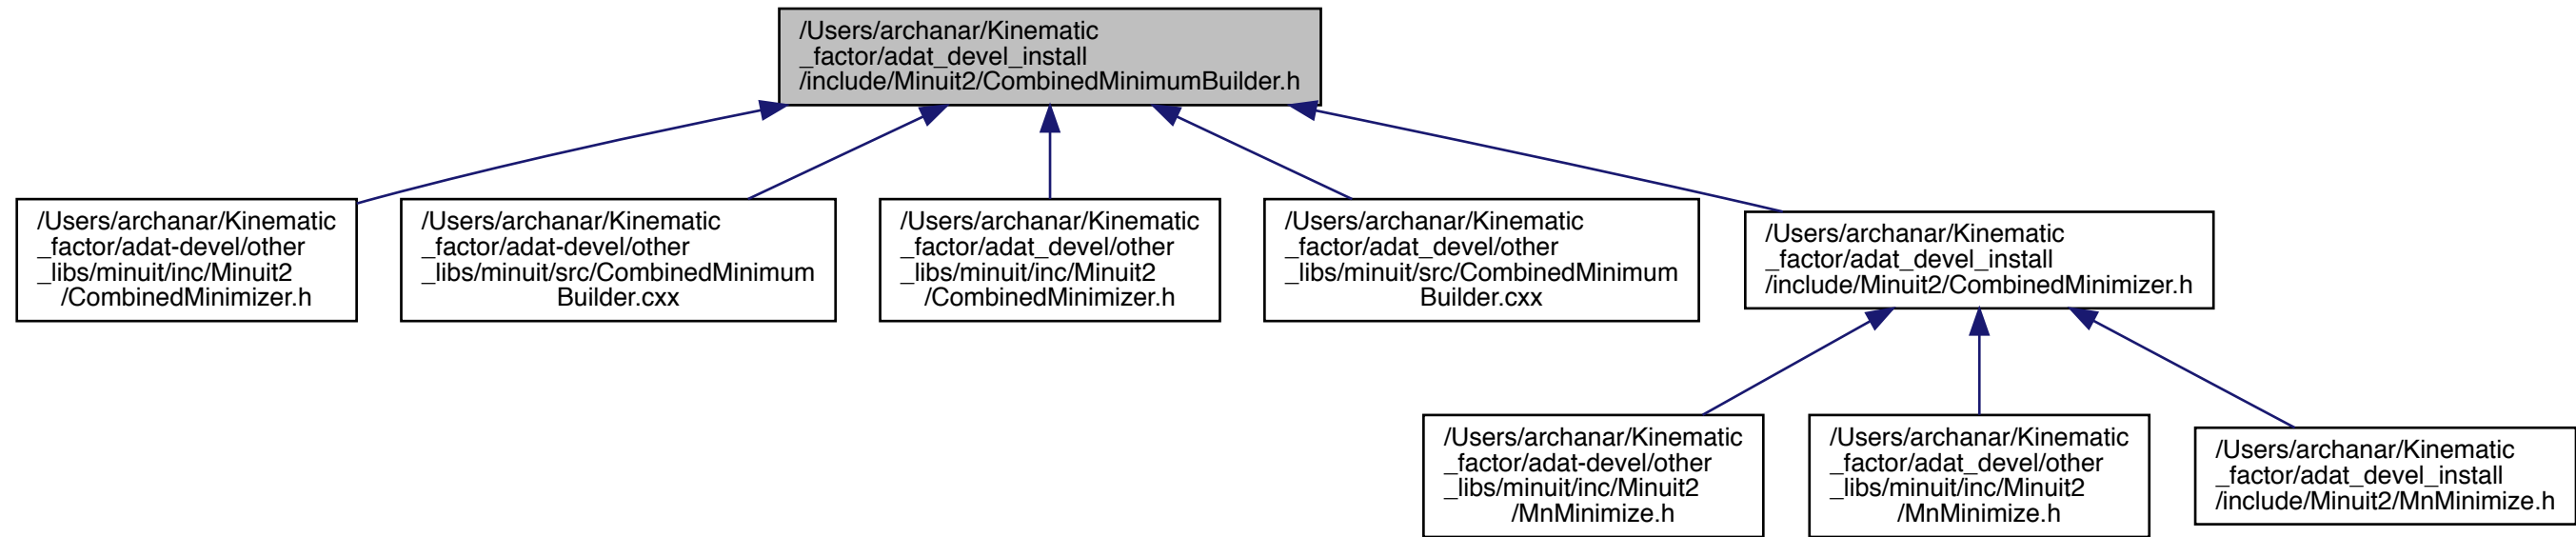 /Users/archanar/Kinematic
_factor/adat_devel_install
/include/Minuit2/CombinedMinimumBuilder.h
/Users/archanar/Kinematic
_factor/adat-devel/other
_libs/minuit/inc/Minuit2
/CombinedMinimizer.h
/Users/archanar/Kinematic
_factor/adat-devel/other
_libs/minuit/src/CombinedMinimum
Builder.cxx
/Users/archanar/Kinematic
_factor/adat_devel/other
_libs/minuit/inc/Minuit2
/CombinedMinimizer.h
/Users/archanar/Kinematic
_factor/adat_devel/other
_libs/minuit/src/CombinedMinimum
Builder.cxx
/Users/archanar/Kinematic
_factor/adat_devel_install
/include/Minuit2/CombinedMinimizer.h
/Users/archanar/Kinematic
_factor/adat-devel/other
_libs/minuit/inc/Minuit2
/MnMinimize.h
/Users/archanar/Kinematic
_factor/adat_devel/other
_libs/minuit/inc/Minuit2
/MnMinimize.h
/Users/archanar/Kinematic
_factor/adat_devel_install
/include/Minuit2/MnMinimize.h